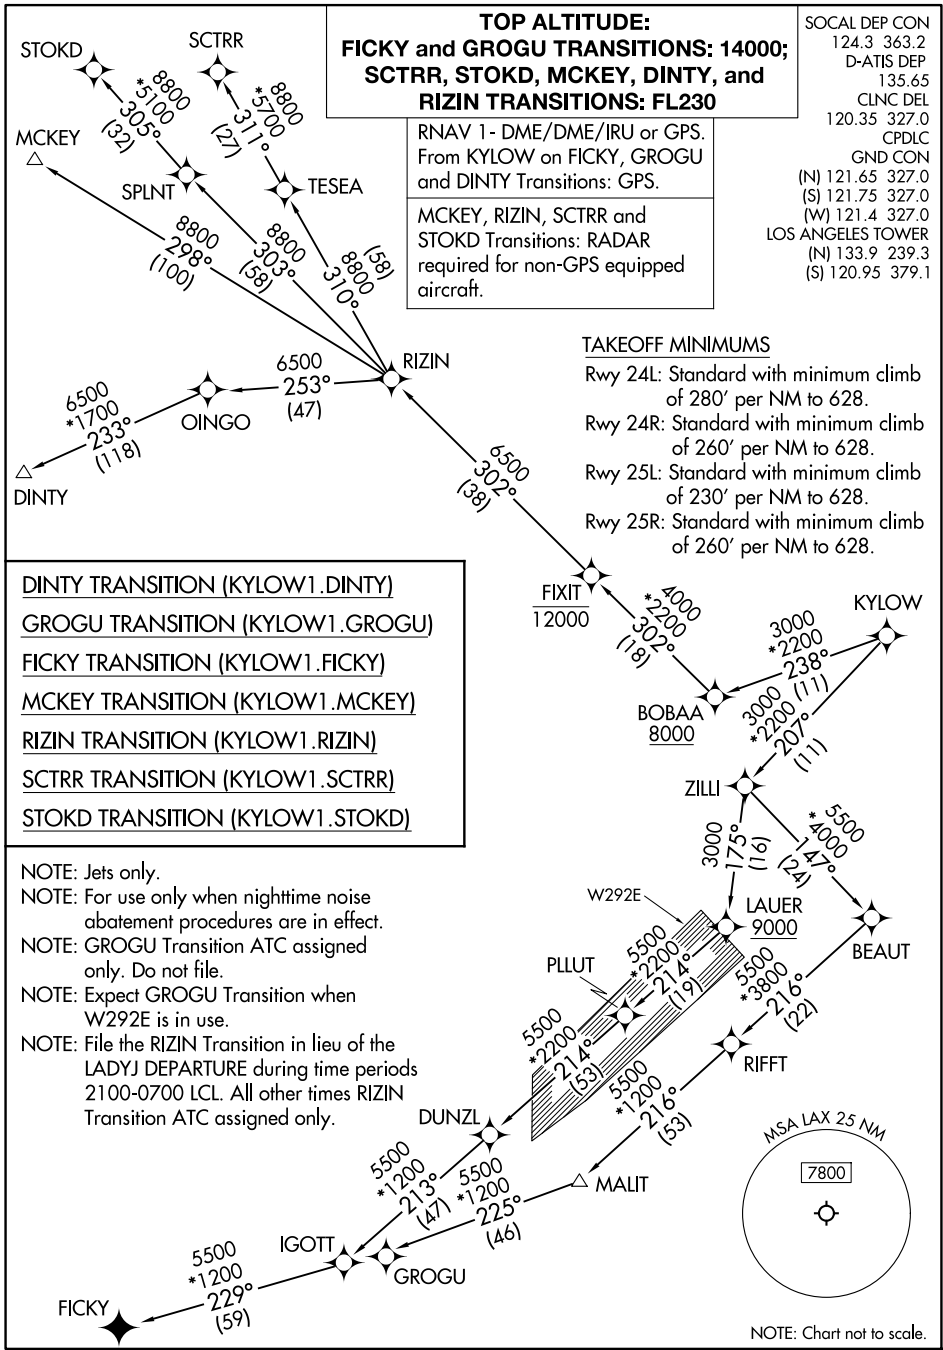 TOP ALTITUDE:
FICKY and GROGU TRANSITIONS: 14000;
SCTRR, STOKD, MCKEY, DINTY, and
RIZIN TRANSITIONS: FL230
SOCAL DEP CON
124.3 363.2
D-ATIS DEP
135.65
CLNC DEL
120.35 327.0
CPDLC
GND CON
(N) 121.65 327.0
(S) 121.75 327.0
(W) 121.4 327.0
LOS ANGELES TOWER
(N) 133.9 239.3
(S) 120.95 379.1
RNAV 1- DME/DME/IRU or GPS.
From KYLOW on FICKY, GROGU
and DINTY Transitions: GPS.
MCKEY, RIZIN, SCTRR and
STOKD Transitions: RADAR
required for non-GPS equipped
aircraft.
STOKD
SCTRR
8800
*5100
305°
(32)
8800
*5700
311°
(27)
MCKEY
SPLNT
TESEA
8800
298°
(100)
8800
303°
(58)
(58)
8800
310°
RIZIN
6500
253°
(47)
OINGO
6500
*1700
233°
(118)
DINTY
TAKEOFF MINIMUMS
Rwy 24L: Standard with minimum climb
of 280' per NM to 628.
Rwy 24R: Standard with minimum climb
of 260' per NM to 628.
Rwy 25L: Standard with minimum climb
of 230' per NM to 628.
Rwy 25R: Standard with minimum climb
of 260' per NM to 628.
6500
302°
(38)
FIXIT
12000
4000
*2200
302°
(18)
KYLOW
3000
*2200
238°
(11)
BOBAA
8000
3000
*2200
207°
(11)
ZILLI
3000
175°
(16)
5500
*4000
147°
(24)
DINTY TRANSITION (KYLOW1.DINTY)
GROGU TRANSITION (KYLOW1.GROGU)
FICKY TRANSITION (KYLOW1.FICKY)
MCKEY TRANSITION (KYLOW1.MCKEY)
RIZIN TRANSITION (KYLOW1.RIZIN)
SCTRR TRANSITION (KYLOW1.SCTRR)
STOKD TRANSITION (KYLOW1.STOKD)
NOTE: Jets only.
NOTE: For use only when nighttime noise
abatement procedures are in effect.
NOTE: GROGU Transition ATC assigned
only. Do not file.
NOTE: Expect GROGU Transition when
W292E is in use.
NOTE: File the RIZIN Transition in lieu of the
LADYJ DEPARTURE during time periods
2100-0700 LCL. All other times RIZIN
Transition ATC assigned only.
W292E
LAUER
9000
BEAUT
PLLUT
5500
*2200
214°
(19)
5500
*3800
216°
(22)
5500
*2200
214°
(53)
RIFFT
5500
*1200
216°
(53)
DUNZL
MALIT
5500
*1200
213°
(47)
5500
*1200
225°
(46)
IGOTT
GROGU
5500
*1200
229°
(59)
FICKY
MSA LAX 25 NM
7800
NOTE: Chart not to scale.